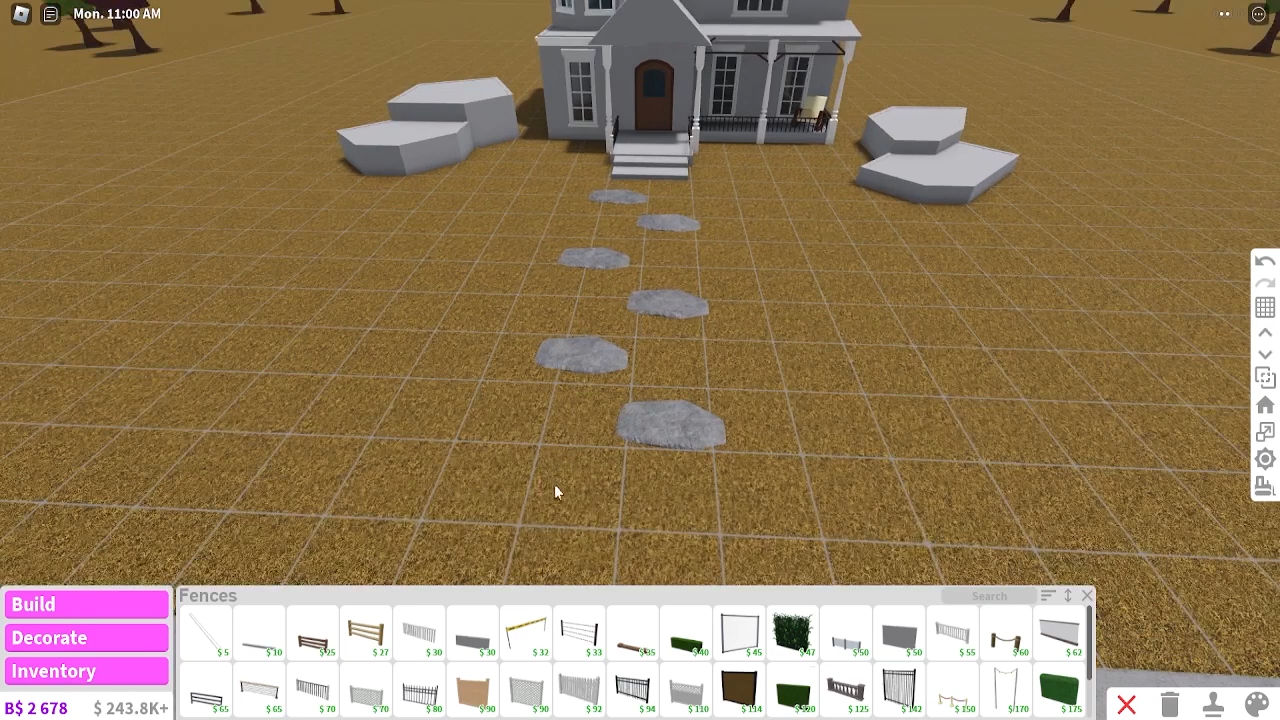 Mon. 11:00 AM
Build
Decorate
Inventory
B$ 2 678
$ 243.8K+
Fences
Search
$ 5 $ 10 $ 25 $ 27 $ 30 $ 30 $ 32 $ 33 $ 35 $ 40 $ 45 $ 47 $ 50 $ 50 $ 55 $ 60 $ 62
$ 65 $ 65 $ 70 $ 70 $ 80 $ 90 $ 90 $ 92 $ 94 $ 110 $ 114 $ 120 $ 125 $ 142 $ 150 $ 170 $ 175